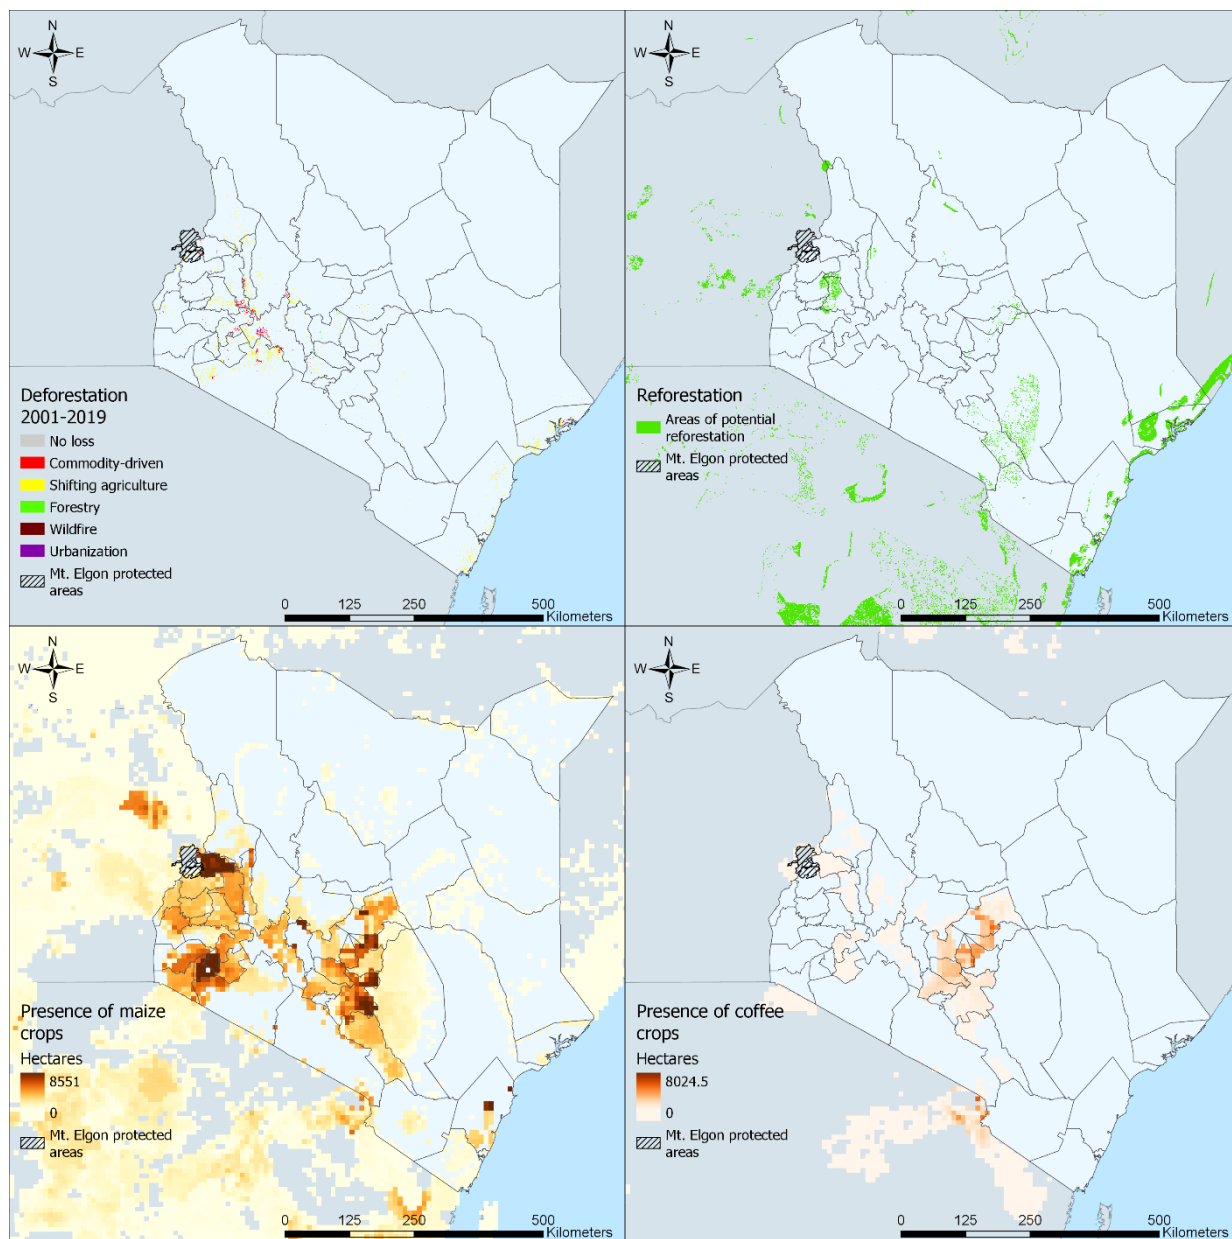 N
W E
S
Deforestation
2001-2019
No loss
Commodity-driven
Shifting agriculture
Forestry
Wildfire
Urbanization
Mt. Elgon protected
areas
0 125 250 500
Kilometers
N
W E
S
Reforestation
Areas of potential
reforestation
Mt. Elgon protected
areas
0 125 250 500
Kilometers
N
W E
S
Presence of maize
crops
Hectares
8551
0
Mt. Elgon protected
areas
0 125 250 500
Kilometers
N
W E
S
Presence of coffee
crops
Hectares
8024.5
0
Mt. Elgon protected
areas
0 125 250 500
Kilometers